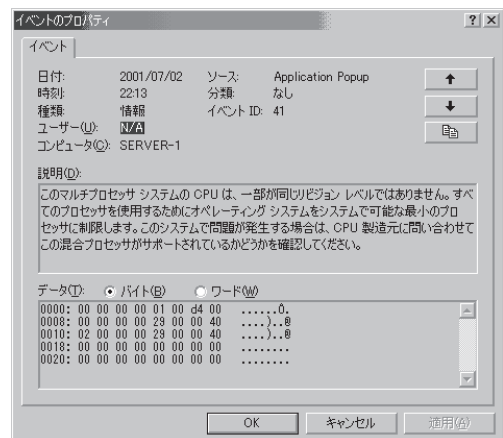 イベントのプロパティ
イベント
日付: 2001/07/02 ソース: Application Popup
時刻: 22:13 分類: なし
種類: 情報 イベント ID: 41
ユーザー(U): N/A
コンピュータ(C): SERVER-1
説明(D):
このマルチプロセッサ システムの CPU は、一部が同じリビジョン レベルではありません。すべ
てのプロセッサを使用するためにオペレーティング システムをシステムで可能な最小のプロ
セッサに制限します。このシステムで問題が発生する場合は、CPU 製造元に問い合わせて
この混合プロセッサがサポートされているかどうかを確認してください。
データ(T): バイト(B) ワード(W)
0000: 00 00 00 00 01 00 d4 00 ......Ô.
0008: 00 00 00 00 29 00 00 40 ....)..@
0010: 02 00 00 00 29 00 00 40 ....)..@
0018: 00 00 00 00 00 00 00 00 ........
0020: 00 00 00 00 00 00 00 00 ........
OK キャンセル 適用(A)